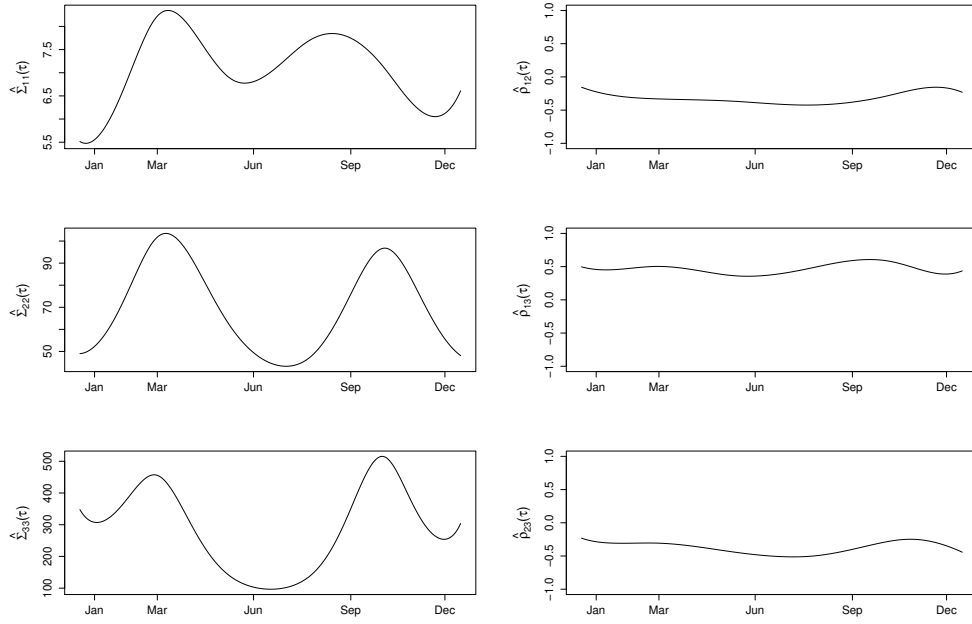 Σ̂₁₁(τ)
7.5
6.5
5.5
Jan Mar Jun Sep Dec
ρ̂₁₂(τ)
1.0
0.5
0.0
−0.5
−1.0
Jan Mar Jun Sep Dec
Σ̂₂₂(τ)
90
70
50
Jan Mar Jun Sep Dec
ρ̂₁₃(τ)
1.0
0.5
0.0
−0.5
−1.0
Jan Mar Jun Sep Dec
Σ̂₃₃(τ)
500
400
300
200
100
Jan Mar Jun Sep Dec
ρ̂₂₃(τ)
1.0
0.5
0.0
−0.5
−1.0
Jan Mar Jun Sep Dec